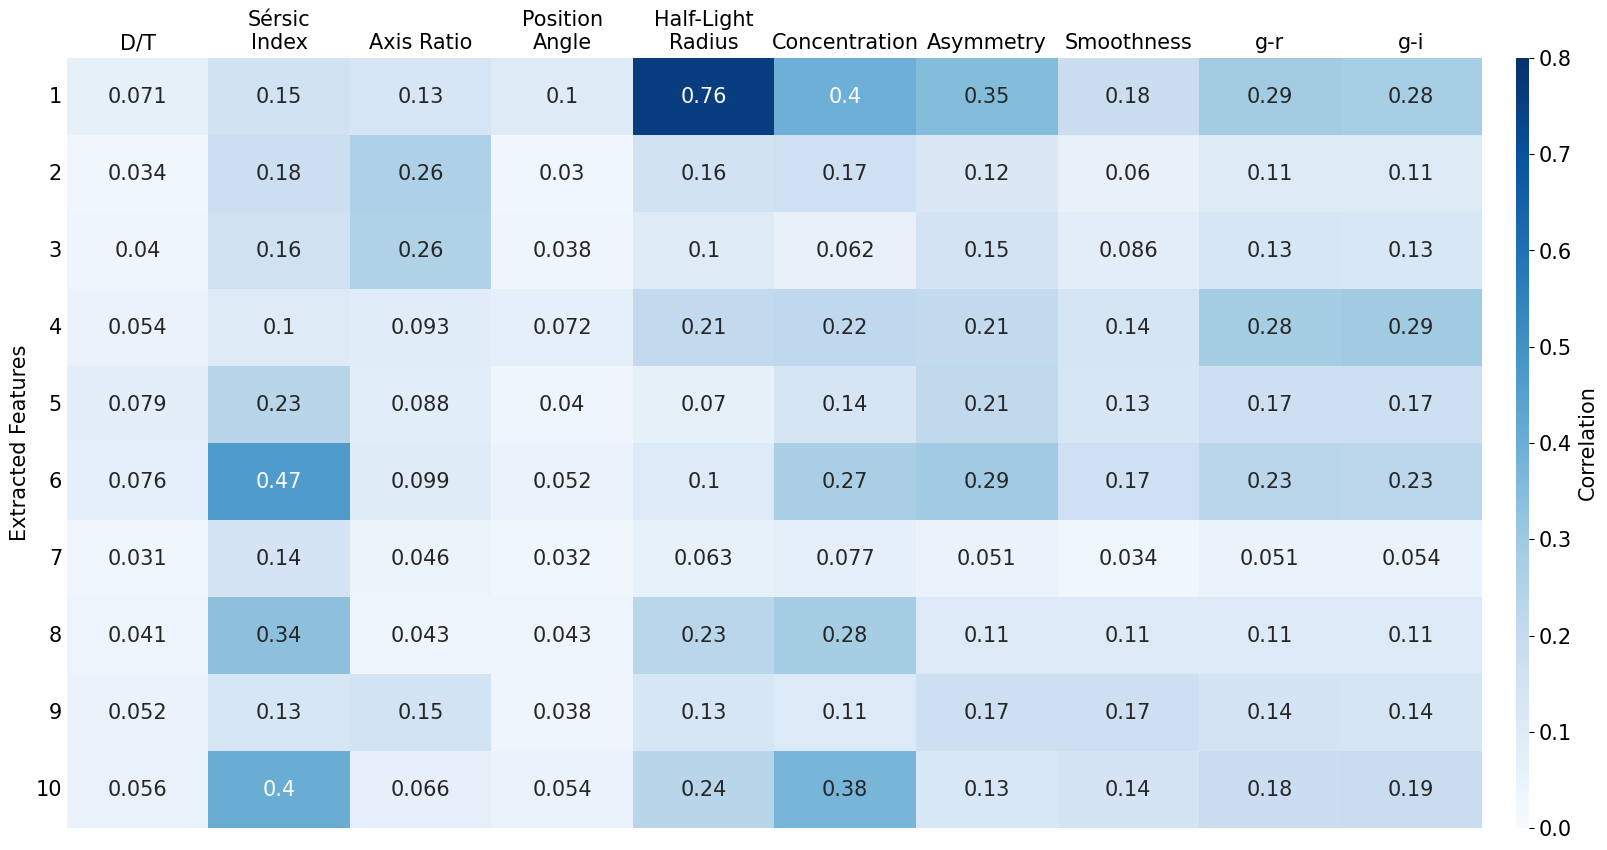 D/T Sérsic Index Axis Ratio Position Angle Half-Light Radius Concentration Asymmetry Smoothness g-r g-i
1 0.071 0.15 0.13 0.1 0.76 0.4 0.35 0.18 0.29 0.28
2 0.034 0.18 0.26 0.03 0.16 0.17 0.12 0.06 0.11 0.11
3 0.04 0.16 0.26 0.038 0.1 0.062 0.15 0.086 0.13 0.13
4 0.054 0.1 0.093 0.072 0.21 0.22 0.21 0.14 0.28 0.29
5 0.079 0.23 0.088 0.04 0.07 0.14 0.21 0.13 0.17 0.17
6 0.076 0.47 0.099 0.052 0.1 0.27 0.29 0.17 0.23 0.23
7 0.031 0.14 0.046 0.032 0.063 0.077 0.051 0.034 0.051 0.054
8 0.041 0.34 0.043 0.043 0.23 0.28 0.11 0.11 0.11 0.11
9 0.052 0.13 0.15 0.038 0.13 0.11 0.17 0.17 0.14 0.14
10 0.056 0.4 0.066 0.054 0.24 0.38 0.13 0.14 0.18 0.19
Extracted Features
0.8
0.7
0.6
0.5
0.4
0.3
0.2
0.1
0.0
Correlation